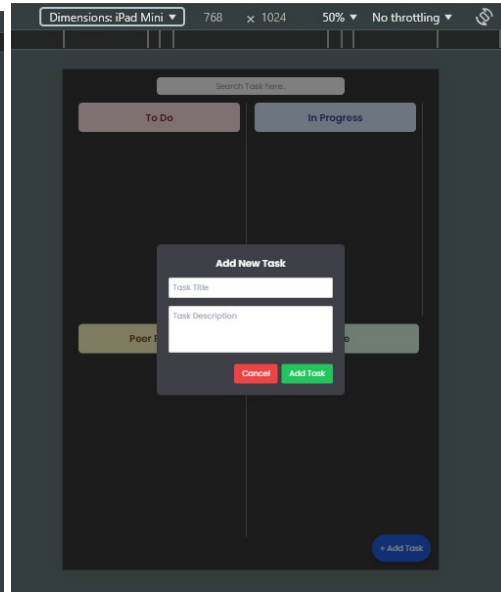 Dimensions: iPad Mini ▼ 768 × 1024 50% ▼ No throttling ▼
Search Task here..
To Do In Progress
Add New Task
Task Title
Task Description
Peer
Cancel Add Task
+ Add Task